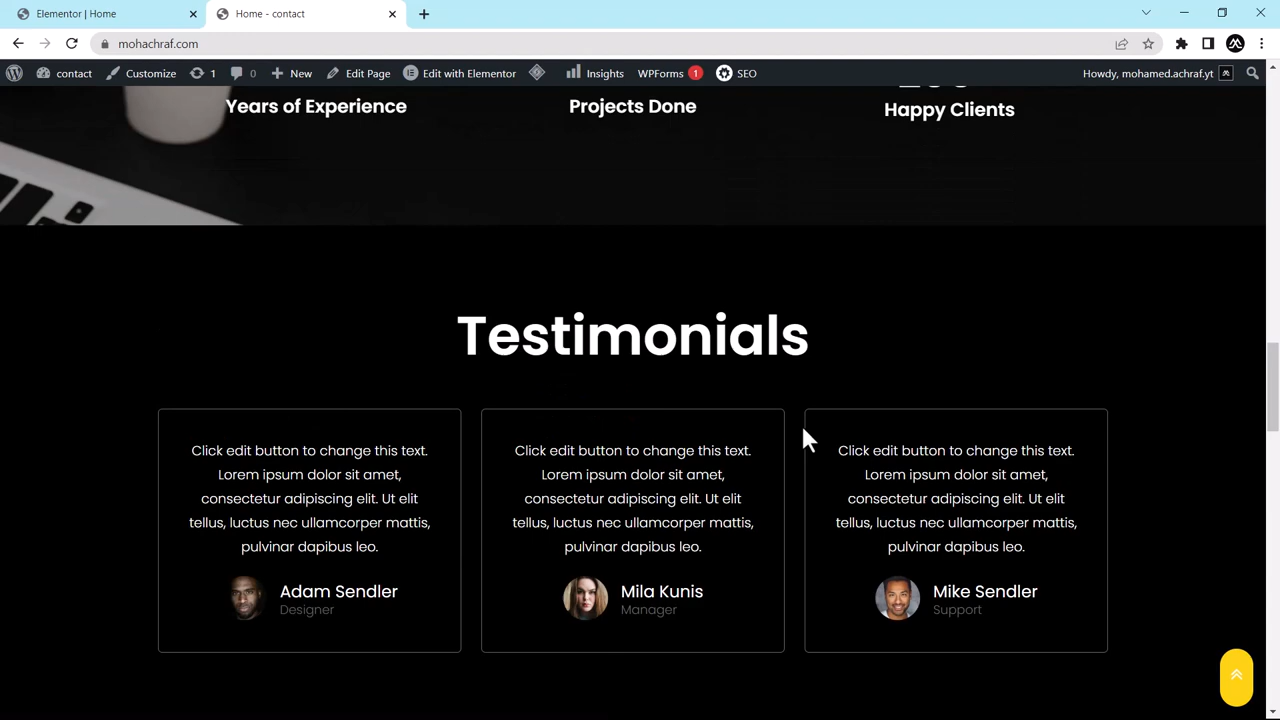 Elementor | Home
Home - contact
mohachraf.com
contact
Customize
1
0
New
Edit Page
Edit with Elementor
Insights
WPForms 1
SEO
Howdy, mohamed.achraf.yt
Years of Experience
Projects Done
Happy Clients
Testimonials
Click edit button to change this text.
Lorem ipsum dolor sit amet,
consectetur adipiscing elit. Ut elit
tellus, luctus nec ullamcorper mattis,
pulvinar dapibus leo.
Adam Sendler
Designer
Click edit button to change this text.
Lorem ipsum dolor sit amet,
consectetur adipiscing elit. Ut elit
tellus, luctus nec ullamcorper mattis,
pulvinar dapibus leo.
Mila Kunis
Manager
Click edit button to change this text.
Lorem ipsum dolor sit amet,
consectetur adipiscing elit. Ut elit
tellus, luctus nec ullamcorper mattis,
pulvinar dapibus leo.
Mike Sendler
Support